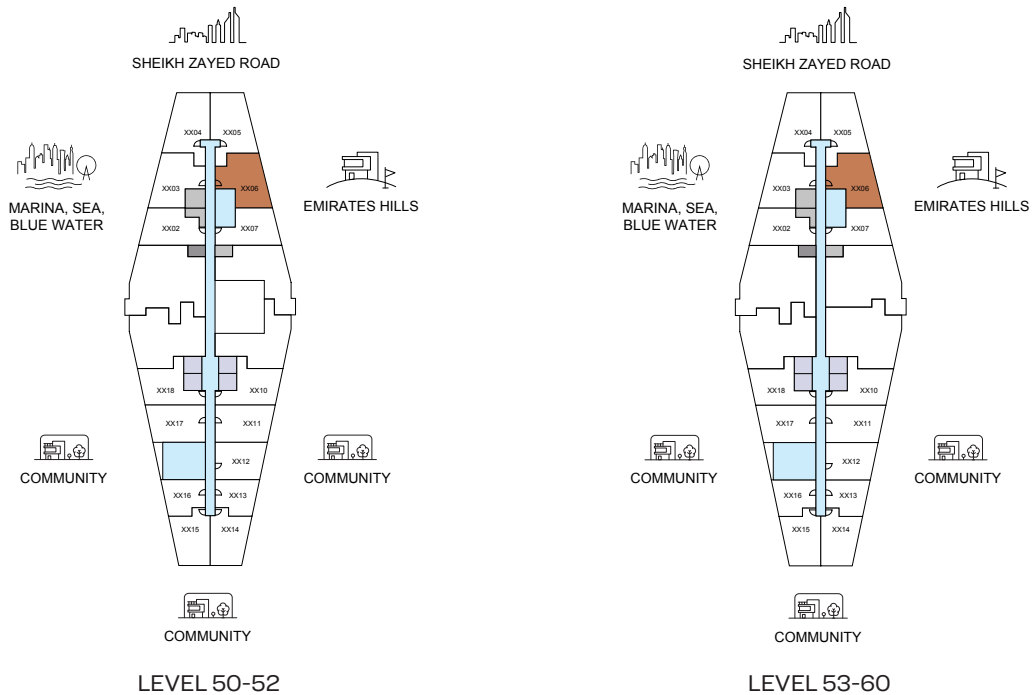 SHEIKH ZAYED ROAD
XX04
XX05
XX03
XX06
MARINA, SEA,
BLUE WATER
EMIRATES HILLS
XX02
XX07
XX18
XX10
XX17
XX11
COMMUNITY
XX12
COMMUNITY
XX16
XX13
XX15
XX14
COMMUNITY
LEVEL 50-52
SHEIKH ZAYED ROAD
XX04
XX05
XX03
XX06
MARINA, SEA,
BLUE WATER
EMIRATES HILLS
XX02
XX07
XX18
XX10
XX17
XX11
COMMUNITY
XX12
COMMUNITY
XX16
XX13
XX15
XX14
COMMUNITY
LEVEL 53-60